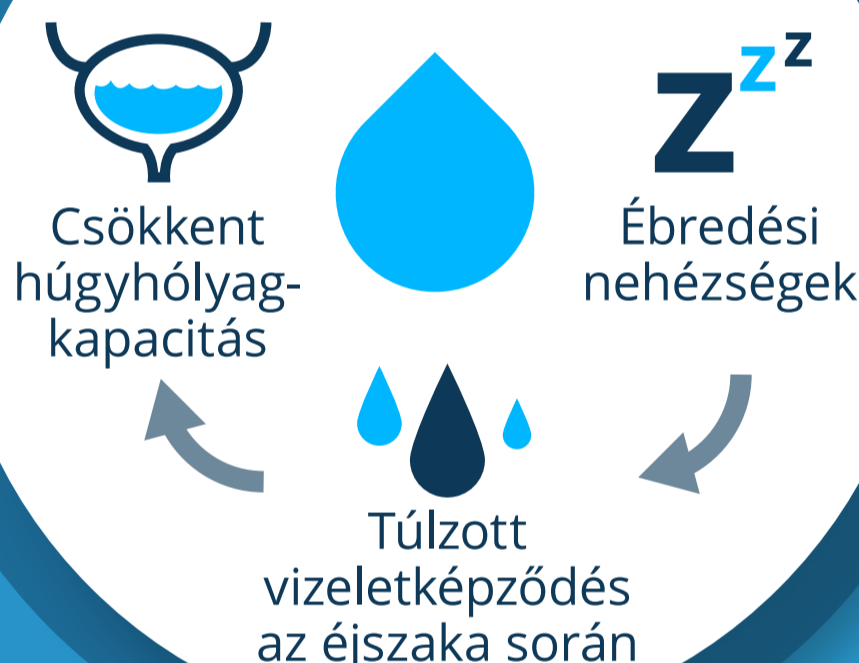 z
z
z
Csökkent
húgyhólyag-
kapacitás
Ébredési
nehézségek
Túlzott
vizeletképződés
az éjszaka során